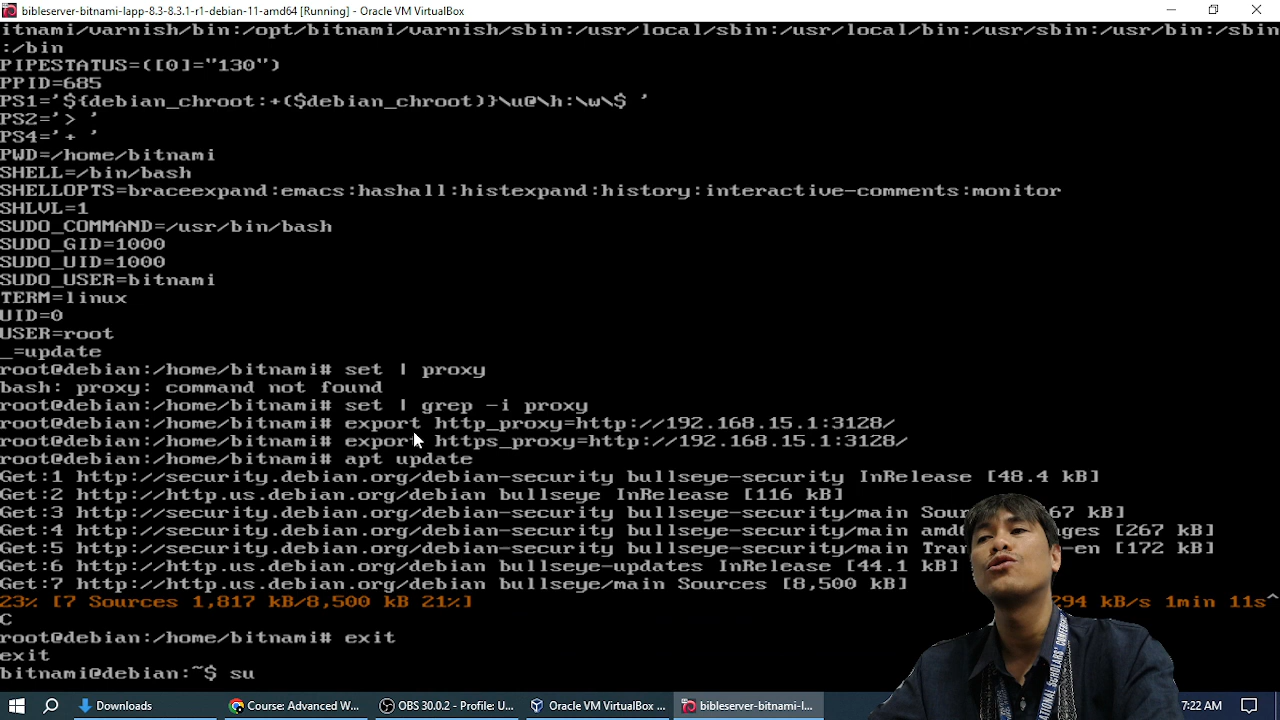 bibleserver-bitnami-lapp-8.3-8.3.1-r1-debian-11-amd64 [Running] - Oracle VM VirtualBox
itnami/varnish/bin:/opt/bitnami/varnish/sbin:/usr/local/sbin:/usr/local/bin:/usr/sbin:/usr/bin:/sbin
:/bin
PIPESTATUS=([0]="130")
PPID=685
PS1='${debian_chroot:+($debian_chroot)}\u@\h:\w\$ '
PS2='> '
PS4='+ '
PWD=/home/bitnami
SHELL=/bin/bash
SHELLOPTS=braceexpand:emacs:hashall:histexpand:history:interactive-comments:monitor
SHLVL=1
SUDO_COMMAND=/usr/bin/bash
SUDO_GID=1000
SUDO_UID=1000
SUDO_USER=bitnami
TERM=linux
UID=0
USER=root
_=update
root@debian:/home/bitnami# set | proxy
bash: proxy: command not found
root@debian:/home/bitnami# set | grep -i proxy
root@debian:/home/bitnami# export http_proxy=http://192.168.15.1:3128/
root@debian:/home/bitnami# export https_proxy=http://192.168.15.1:3128/
root@debian:/home/bitnami# apt update
Get:1 http://security.debian.org/debian-security bullseye-security InRelease [48.4 kB]
Get:2 http://http.us.debian.org/debian bullseye InRelease [116 kB]
Get:3 http://security.debian.org/debian-security bullseye-security/main kB]
Get:4 http://security.debian.org/debian-security bullseye-security/main [267 kB]
Get:5 http://security.debian.org/debian-security bullseye-security/main [172 kB]
Get:6 http://http.us.debian.org/debian bullseye-updates InRelease [44.1 kB]
Get:7 http://http.us.debian.org/debian bullseye/main Sources [8,500 kB]
23% [7 Sources 1,817 kB/8,500 kB 21%] 294 kB/s 1min 11s^
C
root@debian:/home/bitnami# exit
exit
bitnami@debian:~$ su
Downloads
Course: Advanced W...
OBS 30.0.2 - Profile: U...
Oracle VM VirtualBox ...
bibleserver-bitnami-l...
7:22 AM